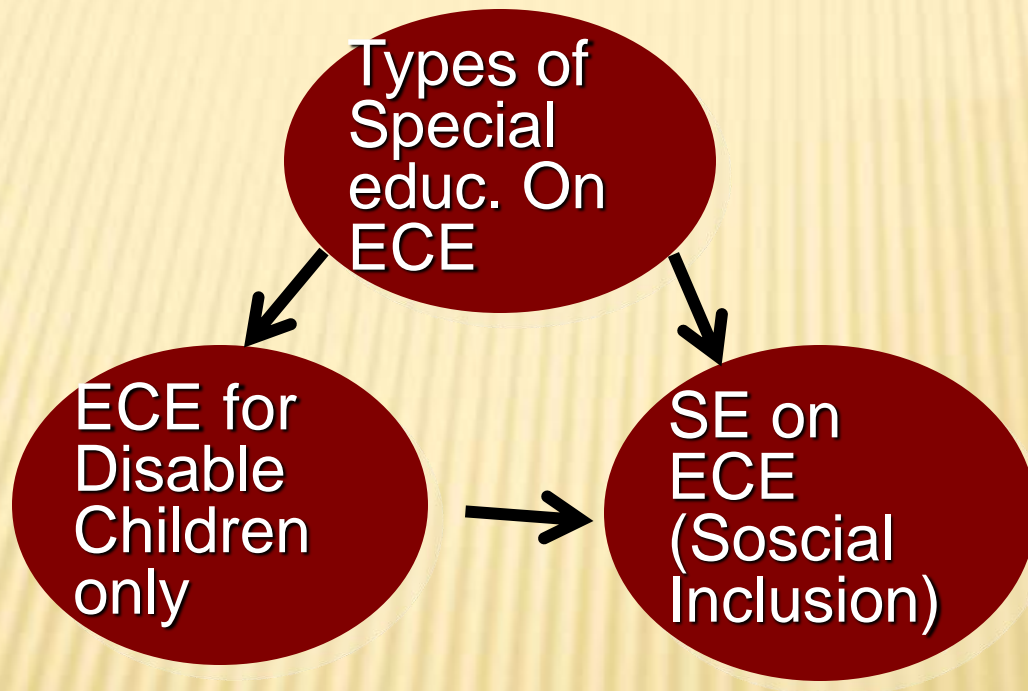 Types of
Special
educ. On
ECE
ECE for
Disable
Children
only
SE on
ECE
(Soscial
Inclusion)